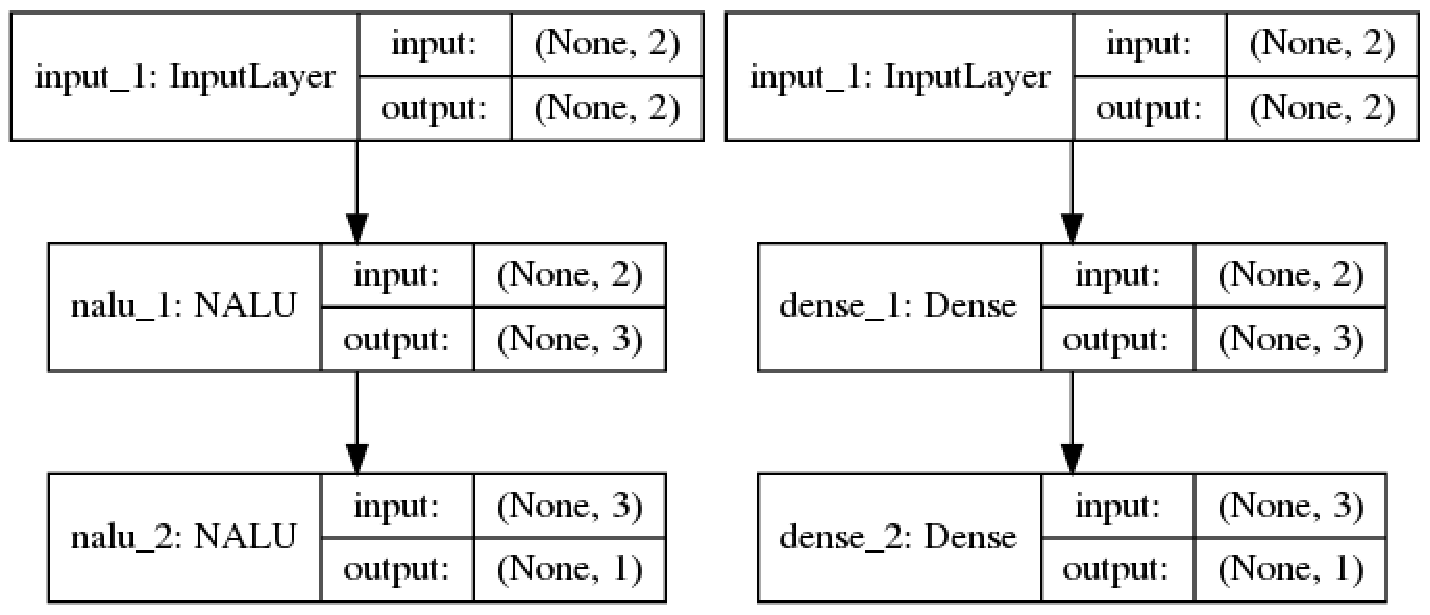 input_1: InputLayer
input: (None, 2)
output: (None, 2)
nalu_1: NALU
input: (None, 2)
output: (None, 3)
nalu_2: NALU
input: (None, 3)
output: (None, 1)
input_1: InputLayer
input: (None, 2)
output: (None, 2)
dense_1: Dense
input: (None, 2)
output: (None, 3)
dense_2: Dense
input: (None, 3)
output: (None, 1)